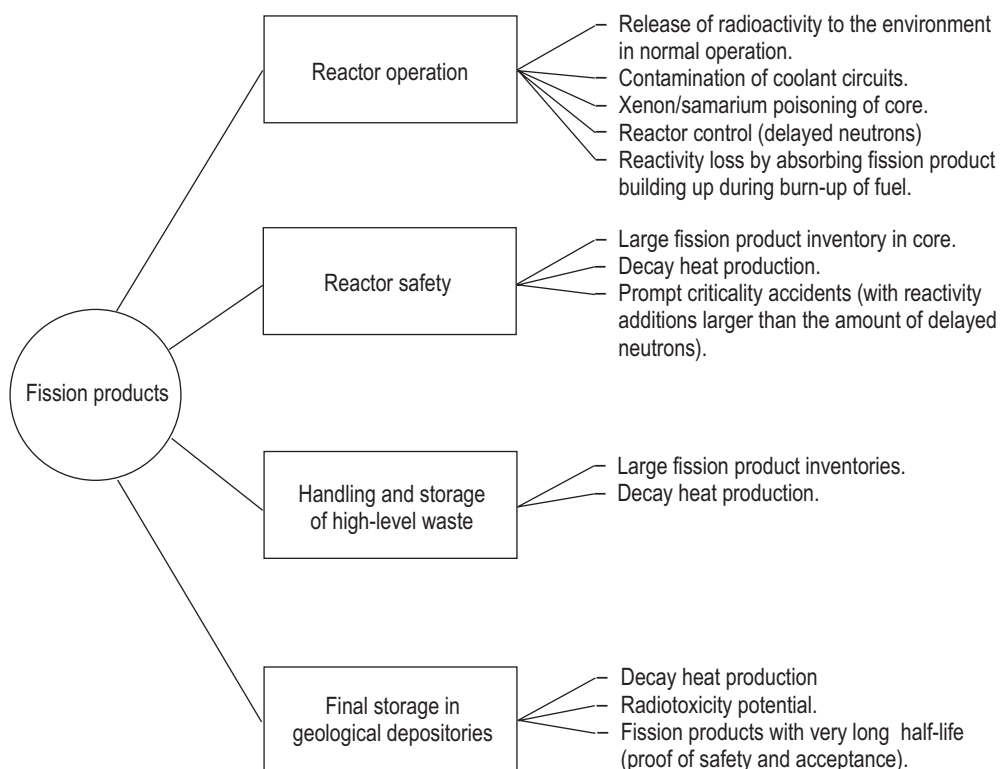 Fission products
Reactor operation
– Release of radioactivity to the environment
in normal operation.
– Contamination of coolant circuits.
– Xenon/samarium poisoning of core.
– Reactor control (delayed neutrons)
– Reactivity loss by absorbing fission product
building up during burn-up of fuel.
Reactor safety
– Large fission product inventory in core.
– Decay heat production.
– Prompt criticality accidents (with reactivity
additions larger than the amount of delayed
neutrons).
Handling and storage
of high-level waste
– Large fission product inventories.
– Decay heat production.
Final storage in
geological depositories
– Decay heat production
– Radiotoxicity potential.
– Fission products with very long half-life
(proof of safety and acceptance).